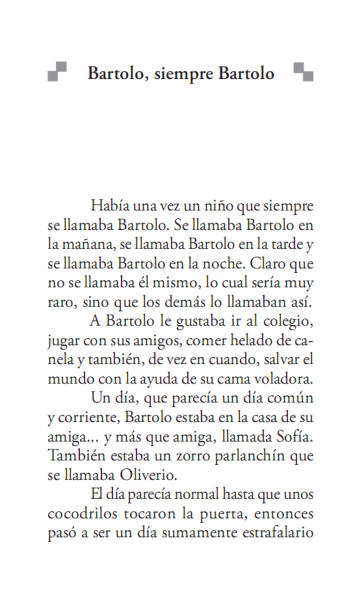 Bartolo, siempre Bartolo
Había una vez un niño que siempre
se llamaba Bartolo. Se llamaba Bartolo en
la mañana, se llamaba Bartolo en la tarde y
se llamaba Bartolo en la noche. Claro que
no se llamaba él mismo, lo cual sería muy
raro, sino que los demás lo llamaban así.
A Bartolo le gustaba ir al colegio,
jugar con sus amigos, comer helado de ca-
nela y también, de vez en cuando, salvar el
mundo con la ayuda de su cama voladora.
Un día, que parecía un día común
y corriente, Bartolo estaba en la casa de su
amiga... y más que amiga, llamada Sofía.
También estaba un zorro parlanchín que
se llamaba Oliverio.
El día parecía normal hasta que unos
cocodrilos tocaron la puerta, entonces
pasó a ser un día sumamente estrafalario